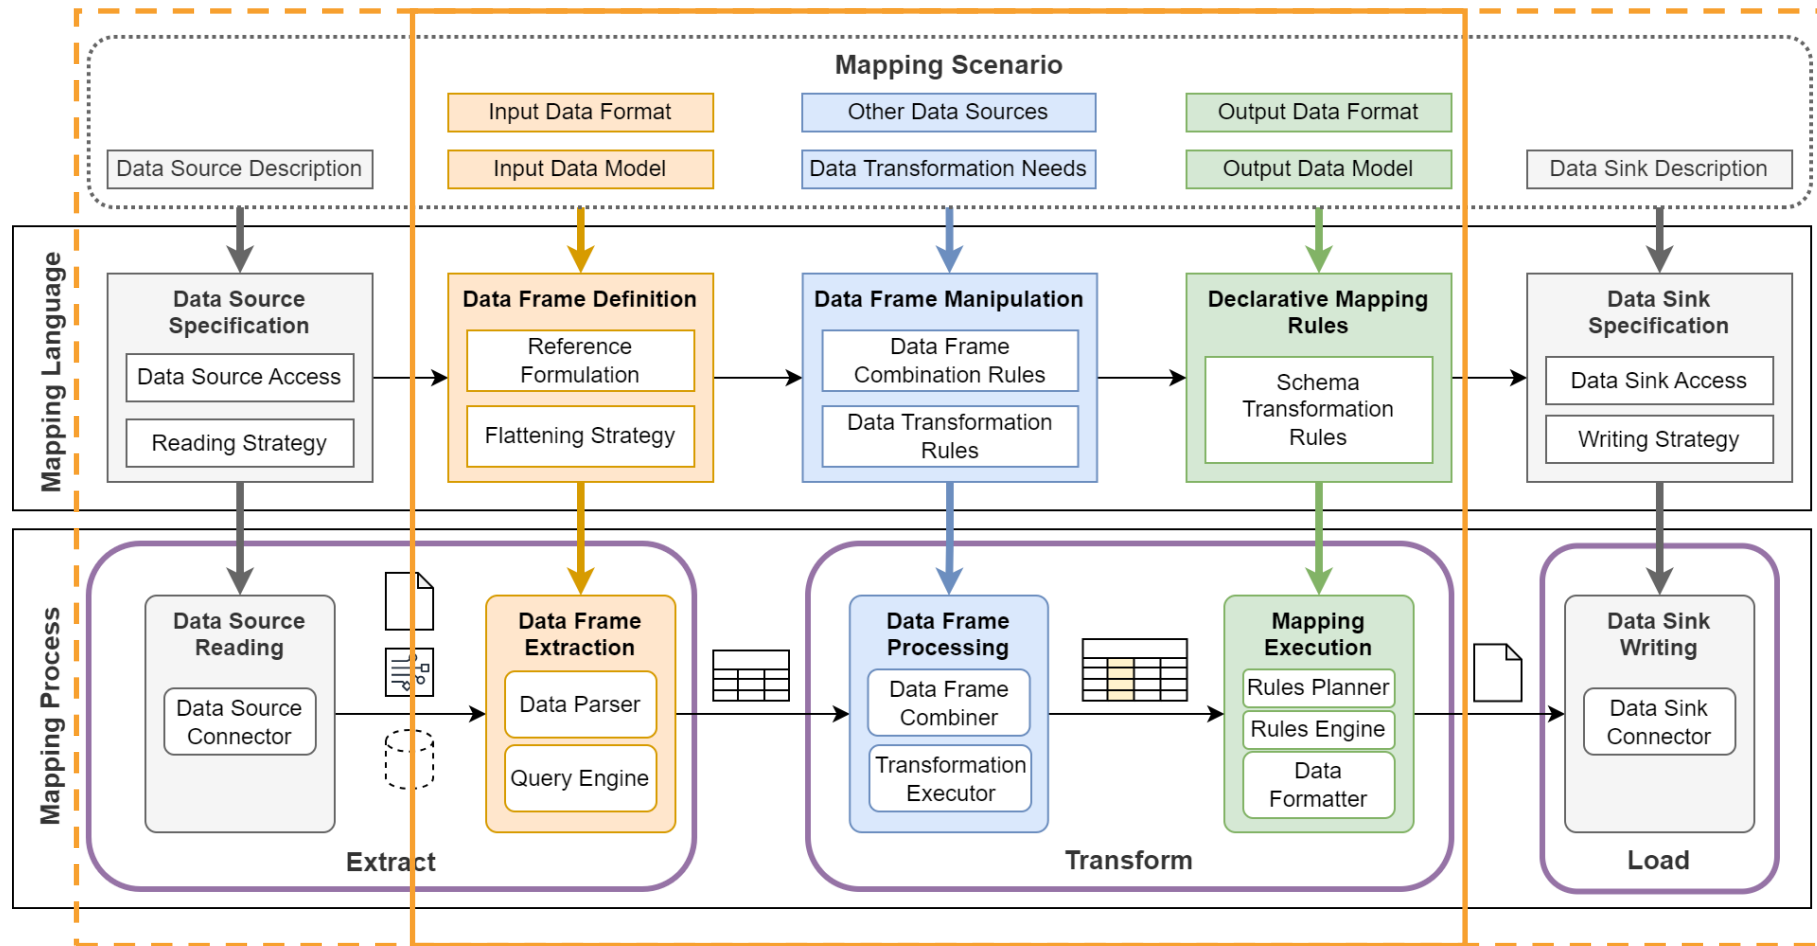 Mapping Scenario
Input Data Format
Other Data Sources
Output Data Format
Data Source Description
Input Data Model
Data Transformation Needs
Output Data Model
Data Sink Description
Mapping Language
Data Source
Specification
Data Source Access
Reading Strategy
Data Frame Definition
Reference
Formulation
Flattening Strategy
Data Frame Manipulation
Data Frame
Combination Rules
Data Transformation
Rules
Declarative Mapping
Rules
Schema
Transformation
Rules
Data Sink
Specification
Data Sink Access
Writing Strategy
Mapping Process
Data Source
Reading
Data Source
Connector
Data Frame
Extraction
Data Parser
Query Engine
Extract
Data Frame
Processing
Data Frame
Combiner
Transformation
Executor
Mapping
Execution
Rules Planner
Rules Engine
Data
Formatter
Transform
Data Sink
Writing
Data Sink
Connector
Load